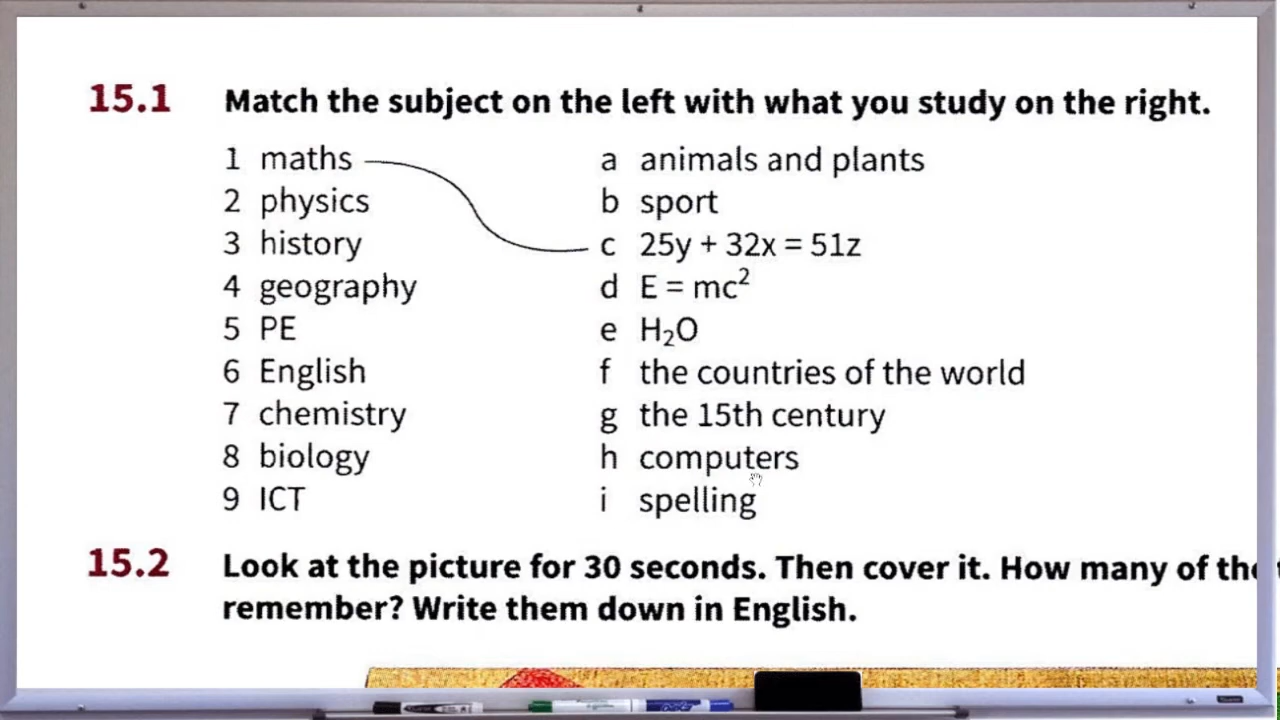 15.1 Match the subject on the left with what you study on the right.
1 maths a animals and plants
2 physics b sport
3 history c 25y + 32x = 51z
4 geography d E = mc²
5 PE e H₂O
6 English f the countries of the world
7 chemistry g the 15th century
8 biology h computers
9 ICT i spelling
15.2 Look at the picture for 30 seconds. Then cover it. How many of the
remember? Write them down in English.